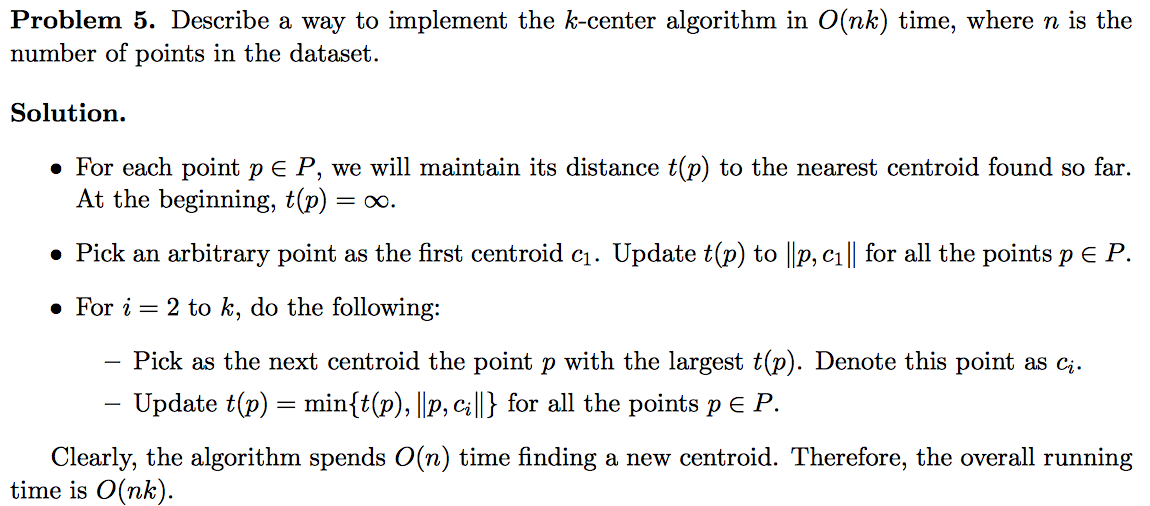 Problem 5. Describe a way to implement the k-center algorithm in O(nk) time, where n is the
number of points in the dataset.
Solution.
• For each point p ∈ P, we will maintain its distance t(p) to the nearest centroid found so far.
At the beginning, t(p) = ∞.
• Pick an arbitrary point as the first centroid c₁. Update t(p) to ‖p, c₁‖ for all the points p ∈ P.
• For i = 2 to k, do the following:
– Pick as the next centroid the point p with the largest t(p). Denote this point as cᵢ.
– Update t(p) = min{t(p), ‖p, cᵢ‖} for all the points p ∈ P.
Clearly, the algorithm spends O(n) time finding a new centroid. Therefore, the overall running
time is O(nk).